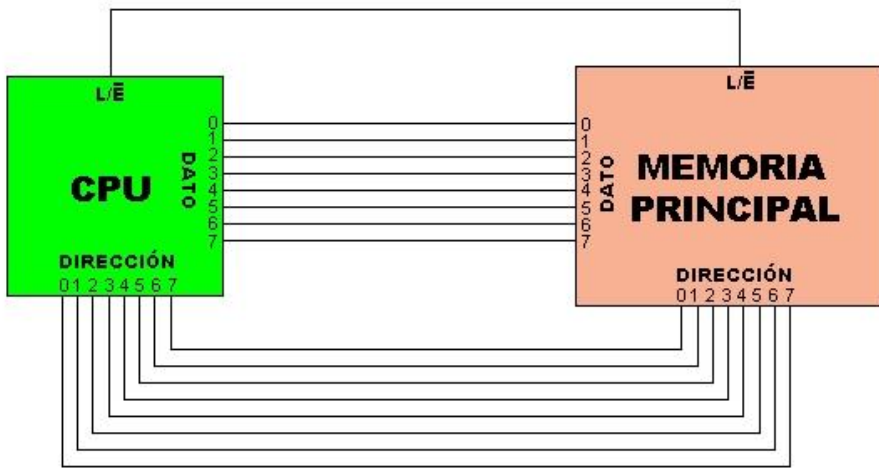 L/Ē
L/Ē
CPU
DATO
0
1
2
3
4
5
6
7
0
1
2
3
4
5
6
7
DATO
MEMORIA
PRINCIPAL
DIRECCIÓN
0 1 2 3 4 5 6 7
DIRECCIÓN
0 1 2 3 4 5 6 7